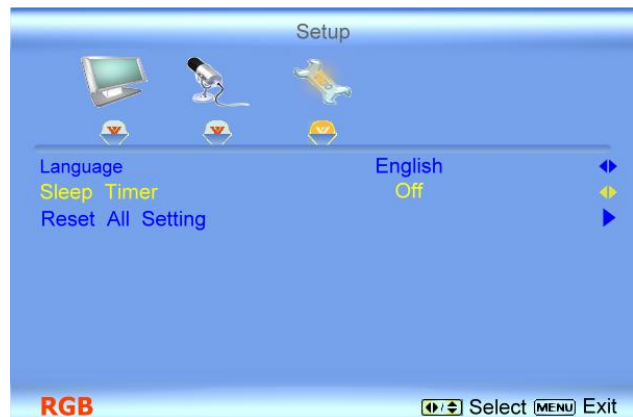 Setup
Language English
Sleep Timer Off
Reset All Setting
RGB Select MENU Exit